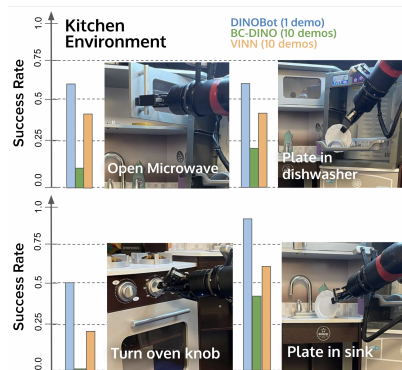 Kitchen
Environment
DINOBot (1 demo)
BC-DINO (10 demos)
VINN (10 demos)
Success Rate
1.0
0.75
0.5
0.25
0.0
Open Microwave
Plate in
dishwasher
Success Rate
1.0
0.75
0.5
0.25
0.0
Turn oven knob
Plate in sink